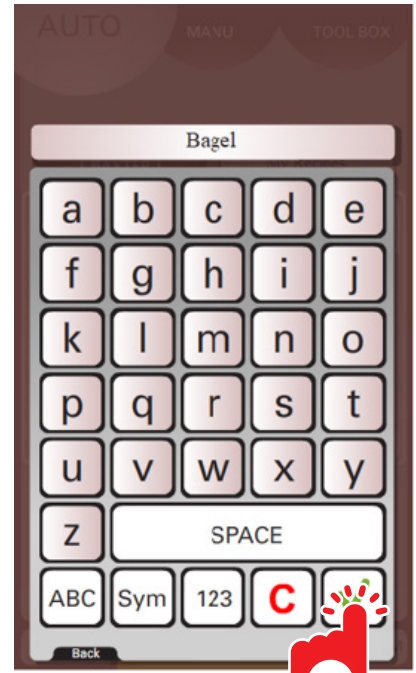 AUTO MANU TOOL BOX
Bagel
a b c d e
f g h i j
k l m n o
p q r s t
u v w x y
z SPACE
ABC Sym 123 C
Back